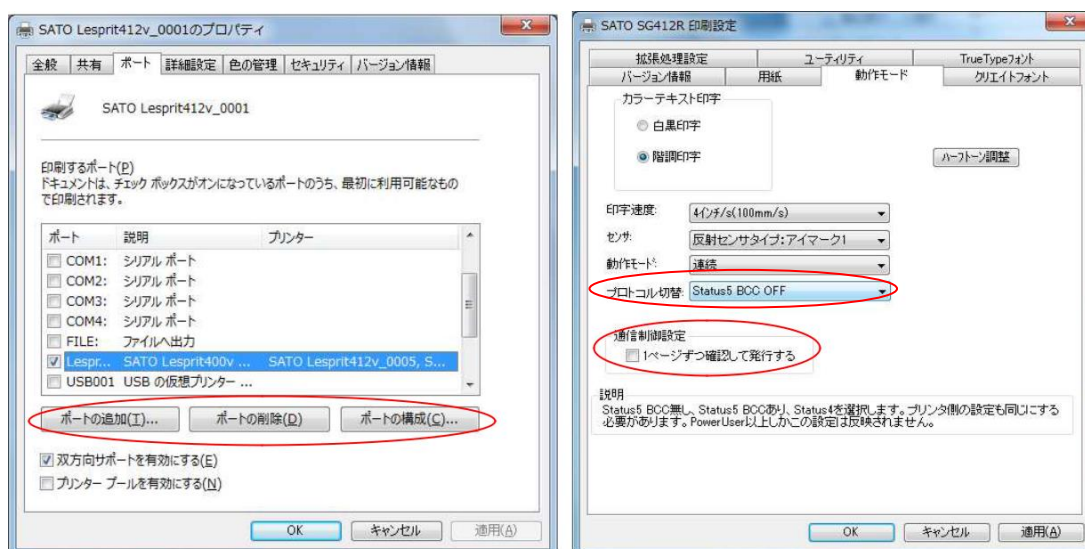 SATO Lesprit412v_0001のプロパティ
全般 共有 ポート 詳細設定 色の管理 セキュリティ バージョン情報
SATO Lesprit412v_0001
印刷するポート(P)
ドキュメントは、チェック ボックスがオンになっているポートのうち、最初に利用可能なもの
で印刷されます。
ポート 説明 プリンター
COM1: シリアル ポート
COM2: シリアル ポート
COM3: シリアル ポート
COM4: シリアル ポート
FILE: ファイルへ出力
Lespr... SATO Lesprit400v ... SATO Lesprit412v_0005, S...
USB001 USB の仮想プリンター ...
ポートの追加(T)... ポートの削除(D) ポートの構成(C)...
双方向サポートを有効にする(E)
プリンター プールを有効にする(N)
OK キャンセル 適用(A)
SATO SG412R 印刷設定
拡張処理設定 ユーティリティ TrueTypeフォント
バージョン情報 用紙 動作モード クリエイトフォント
カラーテキスト印字
白黒印字
階調印字
ハーフトーン調整
印字速度: 4インチ/s(100mm/s)
センサ: 反射センサタイプ:アイマーク1
動作モード: 連続
プロトコル切替: Status5 BCC OFF
通信制御設定
1ページずつ確認して発行する
説明
Status5 BCC無し、Status5 BCCあり、Status4を選択します。プリンタ側の設定も同じにする
必要があります。PowerUser以上しかこの設定は反映されません。
OK キャンセル 適用(A)